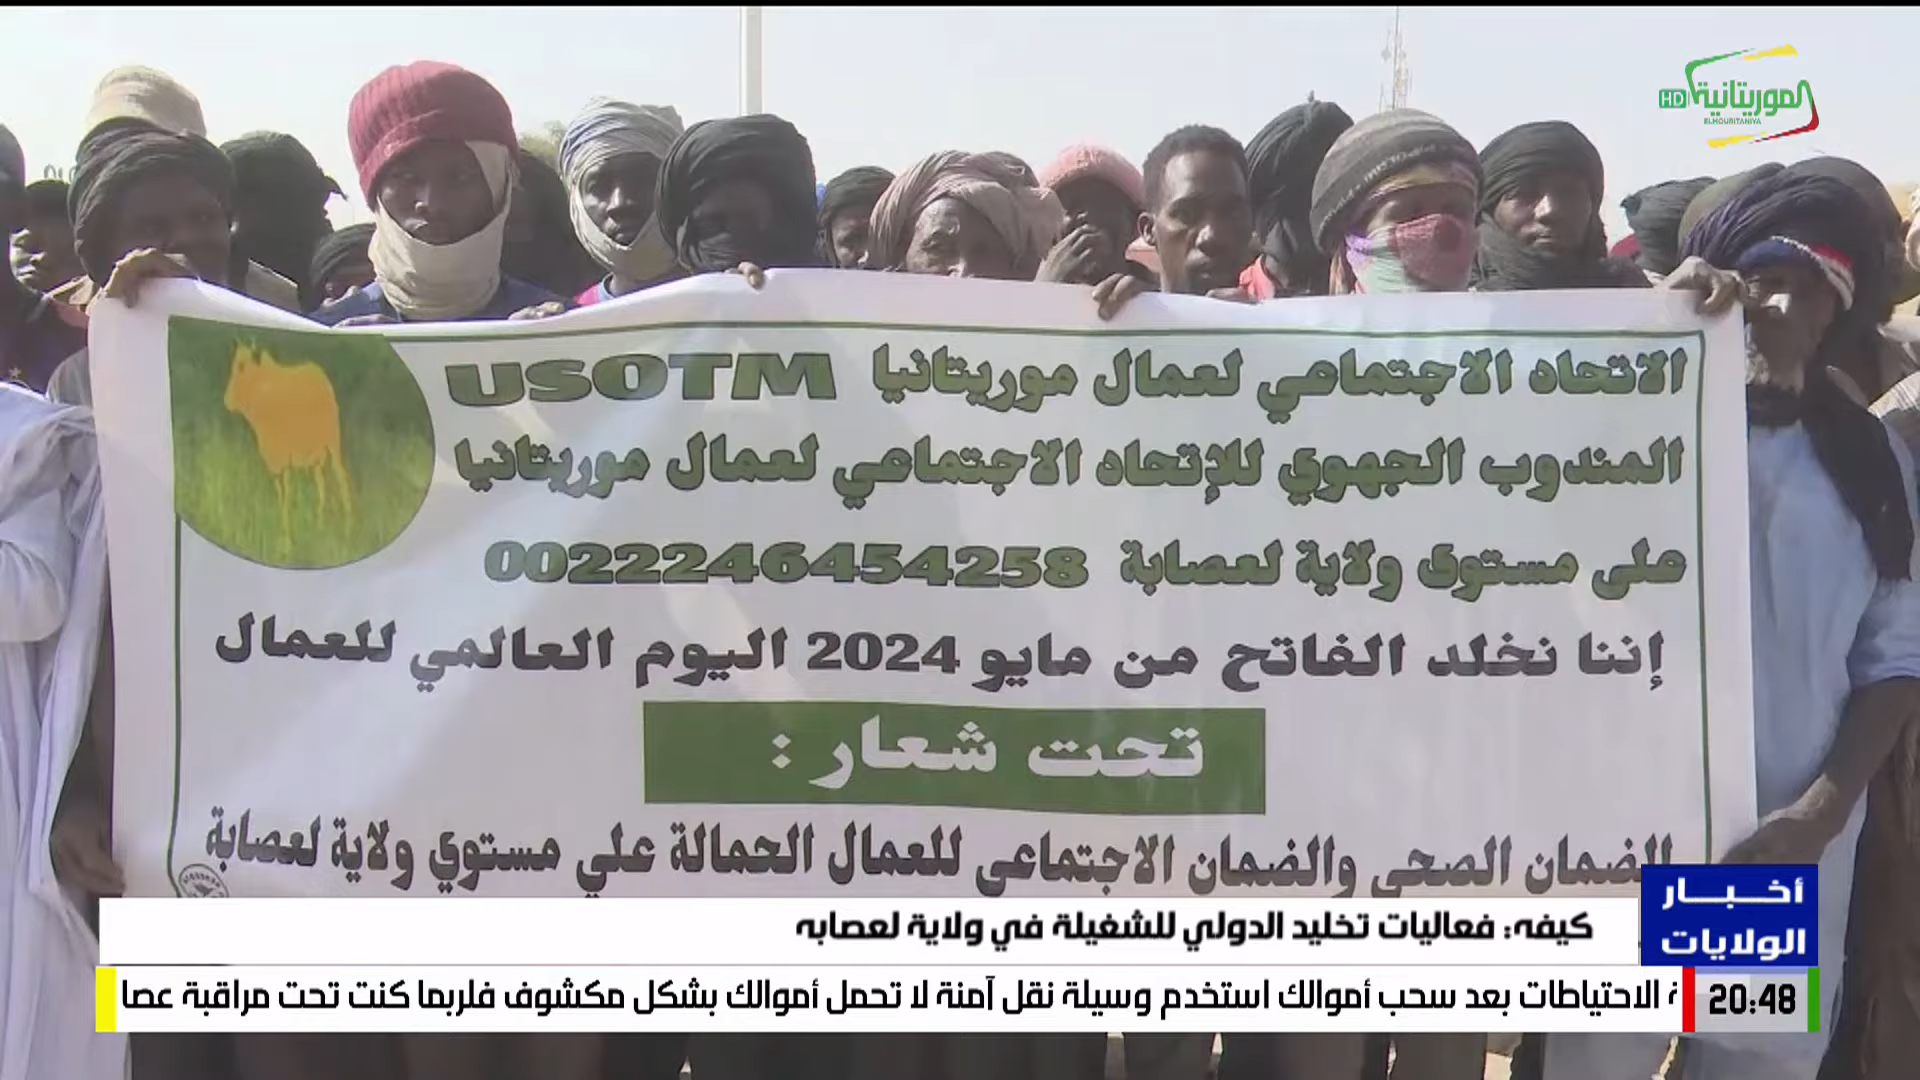 الموريتانية
HD
ELMOURITANIYA
الاتحاد الاجتماعي لعمال موريتانيا USOTM
المندوب الجهوي للإتحاد الاجتماعي لعمال موريتانيا
على مستوى ولاية لعصابة 00222246454258
إننا نخلد الفاتح من مايو 2024 اليوم العالمي للعمال
تحت شعار :
الضمان الصحي والضمان الاجتماعي للعمال الحمالة علي مستوي ولاية لعصابة
أخبار
الولايات
كيفه: فعاليات تخليد الدولي للشغيلة في ولاية لعصابه
20:48
الاحتياطات بعد سحب أموالك استخدم وسيلة نقل آمنة لا تحمل أموالك بشكل مكشوف فلربما كنت تحت مراقبة عصا